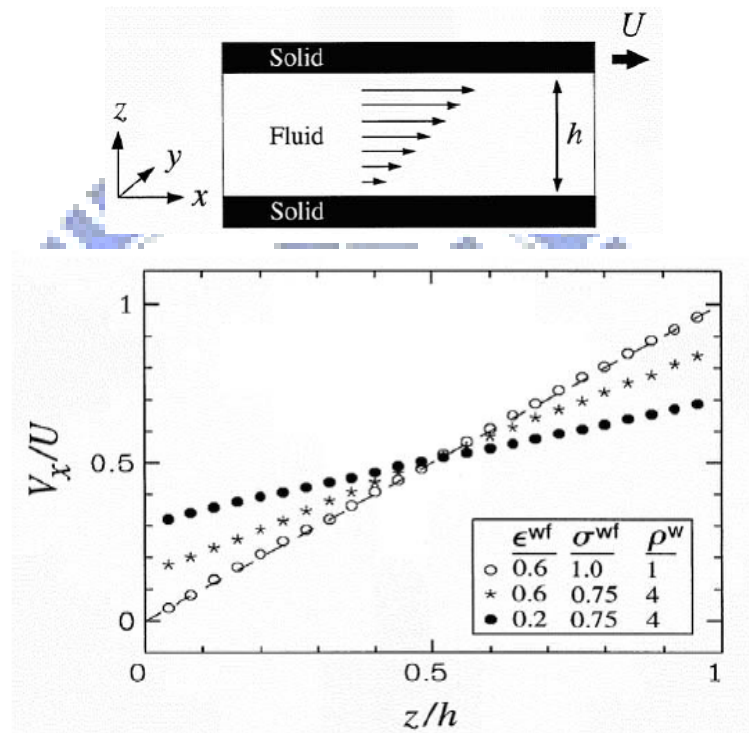 U
Solid
z
y
x
Fluid
h
Solid
V_x/U
1
0.5
0
ε^wf σ^wf ρ^w
○ 0.6 1.0 1
* 0.6 0.75 4
● 0.2 0.75 4
0 0.5 1
z/h